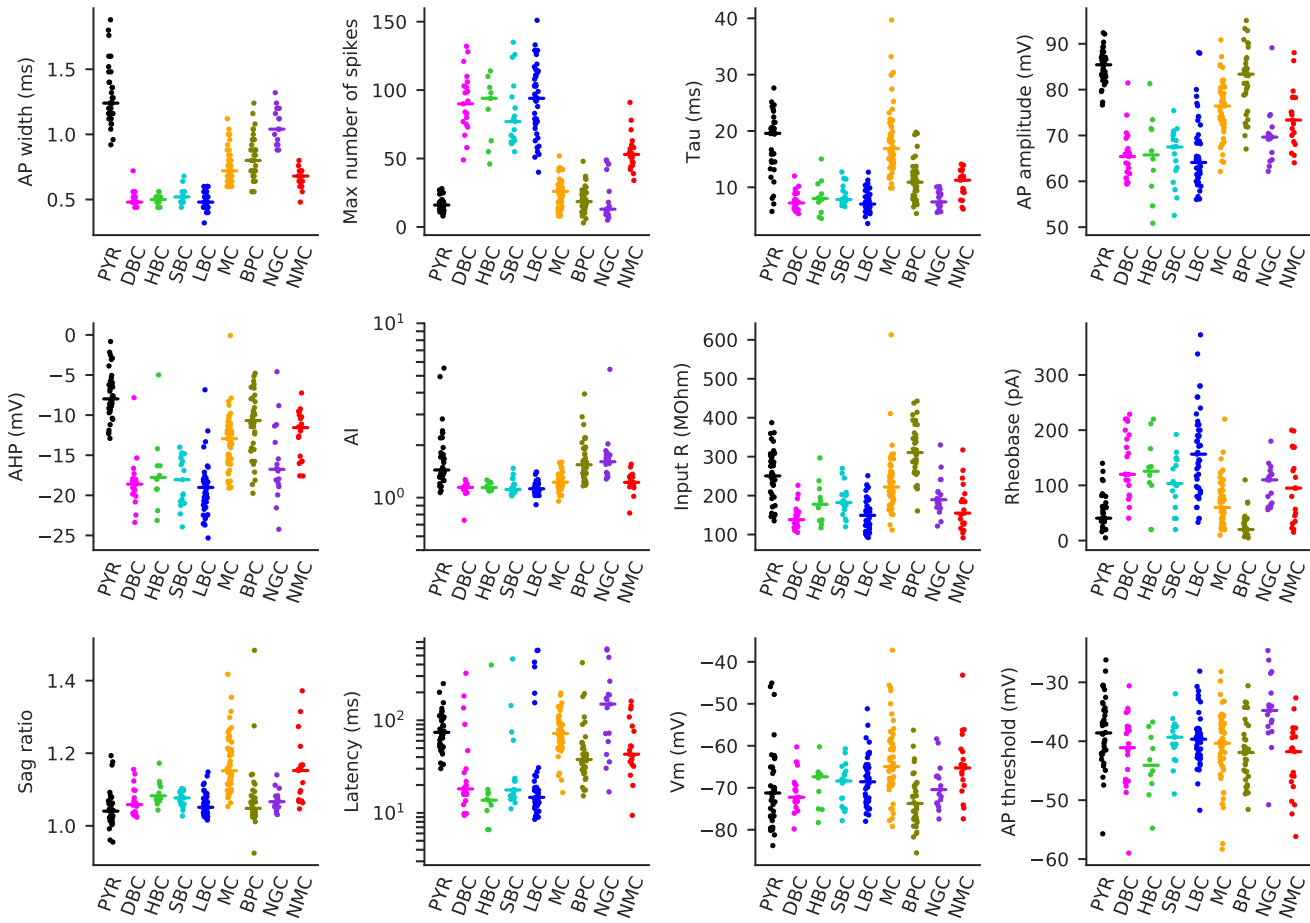 AP width (ms)
1.5
1.0
0.5
PYR
DBC
HBC
SBC
LBC
MC
BPC
NGC
NMC
Max number of spikes
150
100
50
0
PYR
DBC
HBC
SBC
LBC
MC
BPC
NGC
NMC
Tau (ms)
40
30
20
10
PYR
DBC
HBC
SBC
LBC
MC
BPC
NGC
NMC
AP amplitude (mV)
90
80
70
60
50
PYR
DBC
HBC
SBC
LBC
MC
BPC
NGC
NMC
AHP (mV)
0
−5
−10
−15
−20
−25
PYR
DBC
HBC
SBC
LBC
MC
BPC
NGC
NMC
AI
10¹
10⁰
PYR
DBC
HBC
SBC
LBC
MC
BPC
NGC
NMC
Input R (MOhm)
600
500
400
300
200
100
PYR
DBC
HBC
SBC
LBC
MC
BPC
NGC
NMC
Rheobase (pA)
300
200
100
0
PYR
DBC
HBC
SBC
LBC
MC
BPC
NGC
NMC
Sag ratio
1.4
1.2
1.0
PYR
DBC
HBC
SBC
LBC
MC
BPC
NGC
NMC
Latency (ms)
10²
10¹
PYR
DBC
HBC
SBC
LBC
MC
BPC
NGC
NMC
Vm (mV)
−40
−50
−60
−70
−80
PYR
DBC
HBC
SBC
LBC
MC
BPC
NGC
NMC
AP threshold (mV)
−30
−40
−50
−60
PYR
DBC
HBC
SBC
LBC
MC
BPC
NGC
NMC